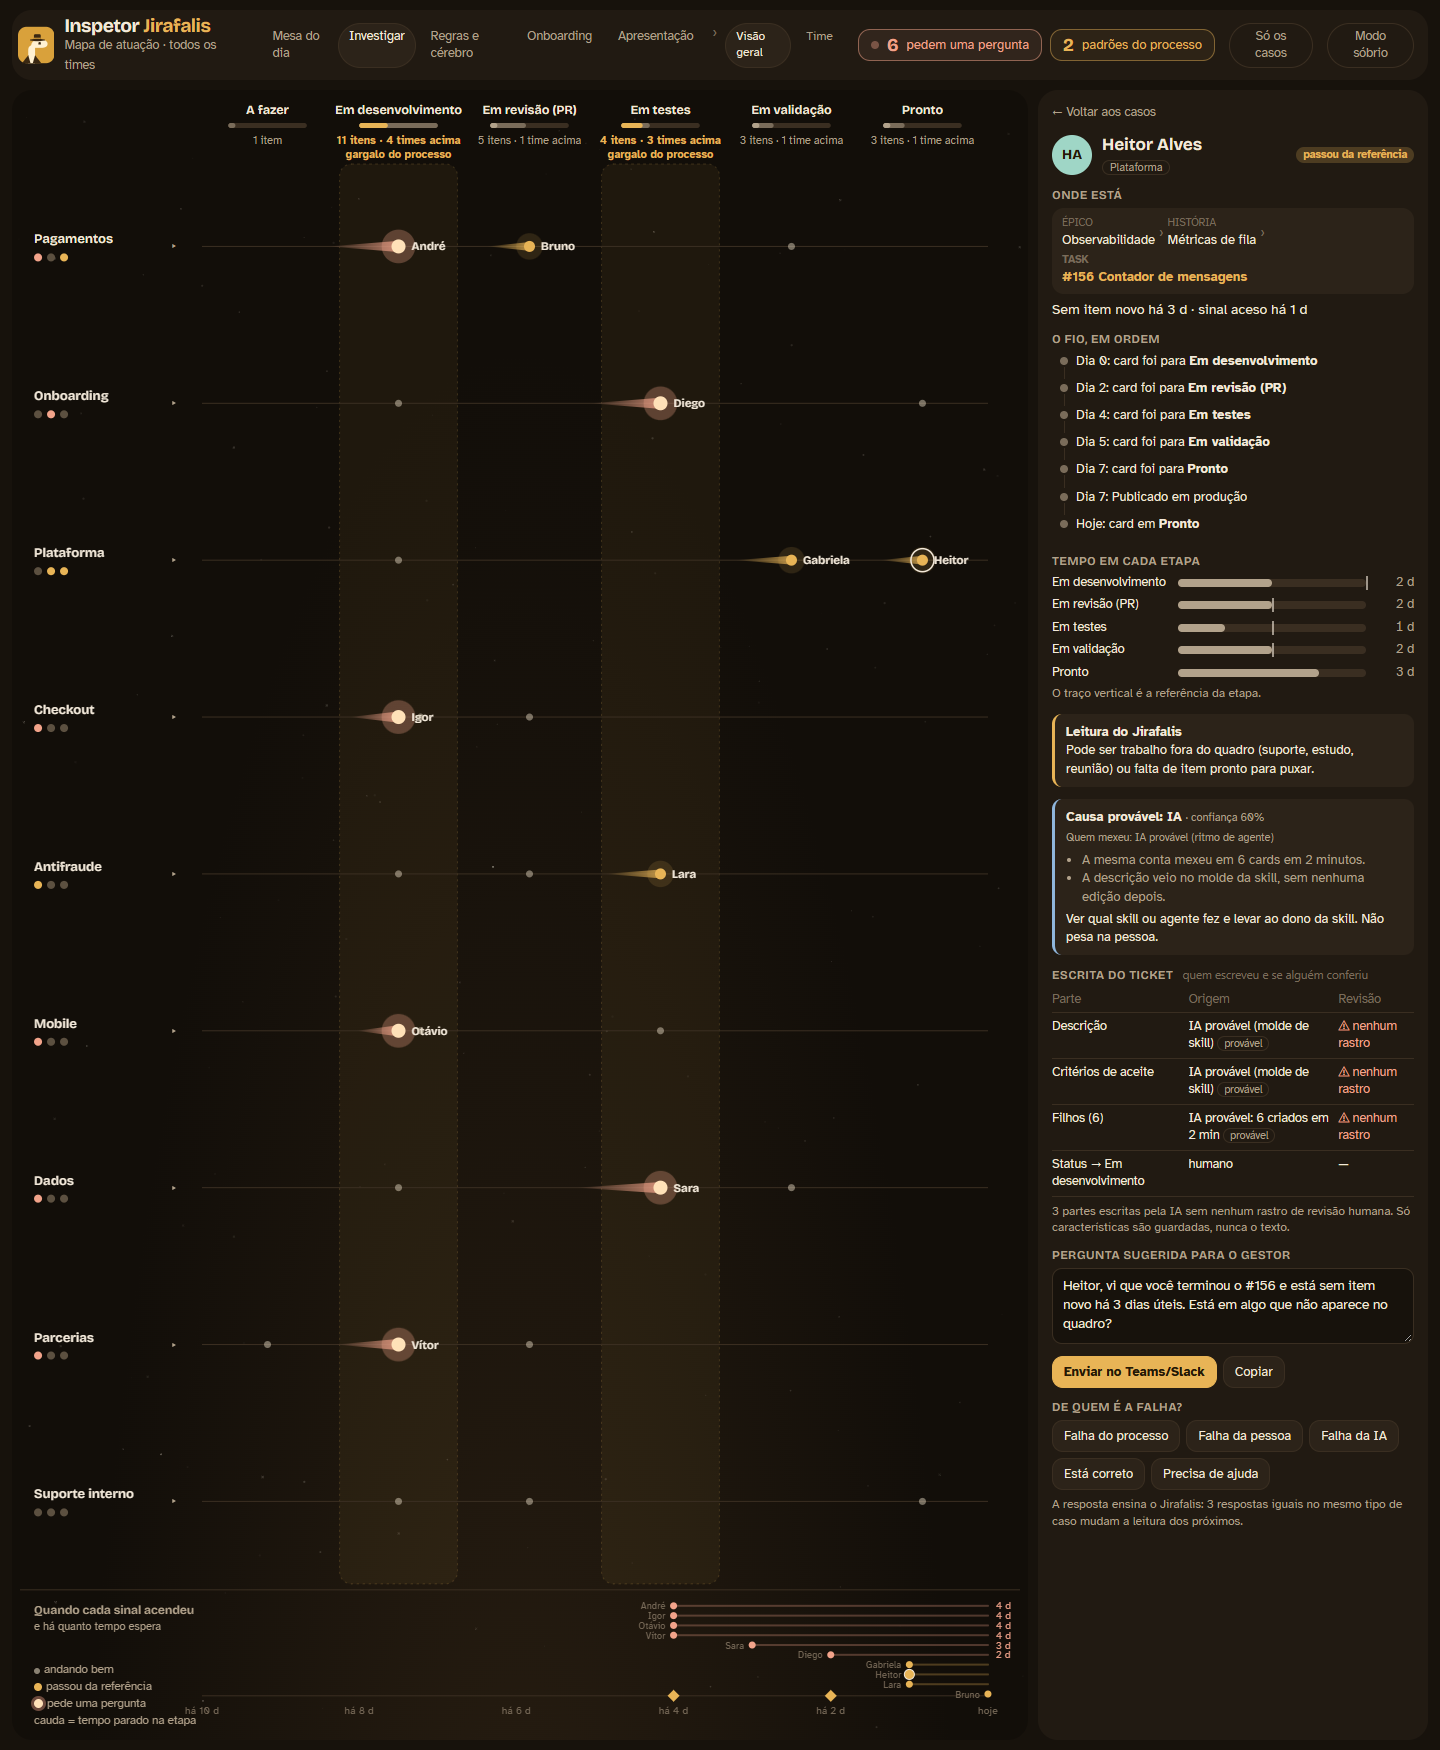 Inspetor Jirafalis
Mapa de atuação · todos os
times
Mesa do
dia
Investigar
Regras e
cérebro
Onboarding
Apresentação
›
Visão
geral
Time
6 pedem uma pergunta
2 padrões do processo
Só os
casos
Modo
sóbrio
A fazer
1 item
Em desenvolvimento
11 itens · 4 times acima
gargalo do processo
Em revisão (PR)
5 itens · 1 time acima
Em testes
4 itens · 3 times acima
gargalo do processo
Em validação
3 itens · 1 time acima
Pronto
3 itens · 1 time acima
Pagamentos
André
Bruno
Onboarding
Diego
Plataforma
Gabriela
Heitor
Checkout
Igor
Antifraude
Lara
Mobile
Otávio
Dados
Sara
Parcerias
Vítor
Suporte interno
Quando cada sinal acendeu
e há quanto tempo espera
André 4 d
Igor 4 d
Otávio 4 d
Vítor 4 d
Sara 3 d
Diego 2 d
Gabriela
Heitor
Lara
Bruno
andando bem
passou da referência
pede uma pergunta
cauda = tempo parado na etapa
há 10 d
há 8 d
há 6 d
há 4 d
há 2 d
hoje
← Voltar aos casos
HA
Heitor Alves
Plataforma
passou da referência
ONDE ESTÁ
ÉPICO
Observabilidade
›
HISTÓRIA
Métricas de fila
›
TASK
#156 Contador de mensagens
Sem item novo há 3 d · sinal aceso há 1 d
O FIO, EM ORDEM
Dia 0: card foi para Em desenvolvimento
Dia 2: card foi para Em revisão (PR)
Dia 4: card foi para Em testes
Dia 5: card foi para Em validação
Dia 7: card foi para Pronto
Dia 7: Publicado em produção
Hoje: card em Pronto
TEMPO EM CADA ETAPA
Em desenvolvimento 2 d
Em revisão (PR) 2 d
Em testes 1 d
Em validação 2 d
Pronto 3 d
O traço vertical é a referência da etapa.
Leitura do Jirafalis
Pode ser trabalho fora do quadro (suporte, estudo,
reunião) ou falta de item pronto para puxar.
Causa provável: IA · confiança 60%
Quem mexeu: IA provável (ritmo de agente)
• A mesma conta mexeu em 6 cards em 2 minutos.
• A descrição veio no molde da skill, sem nenhuma
edição depois.
Ver qual skill ou agente fez e levar ao dono da skill. Não
pesa na pessoa.
ESCRITA DO TICKET quem escreveu e se alguém conferiu
Parte Origem Revisão
Descrição IA provável (molde de ⚠ nenhum
skill) provável rastro
Critérios de aceite IA provável (molde de ⚠ nenhum
skill) provável rastro
Filhos (6) IA provável: 6 criados em ⚠ nenhum
2 min provável rastro
Status → Em humano —
desenvolvimento
3 partes escritas pela IA sem nenhum rastro de revisão humana. Só
características são guardadas, nunca o texto.
PERGUNTA SUGERIDA PARA O GESTOR
Heitor, vi que você terminou o #156 e está sem item
novo há 3 dias úteis. Está em algo que não aparece no
quadro?
Enviar no Teams/Slack
Copiar
DE QUEM É A FALHA?
Falha do processo
Falha da pessoa
Falha da IA
Está correto
Precisa de ajuda
A resposta ensina o Jirafalis: 3 respostas iguais no mesmo tipo de
caso mudam a leitura dos próximos.